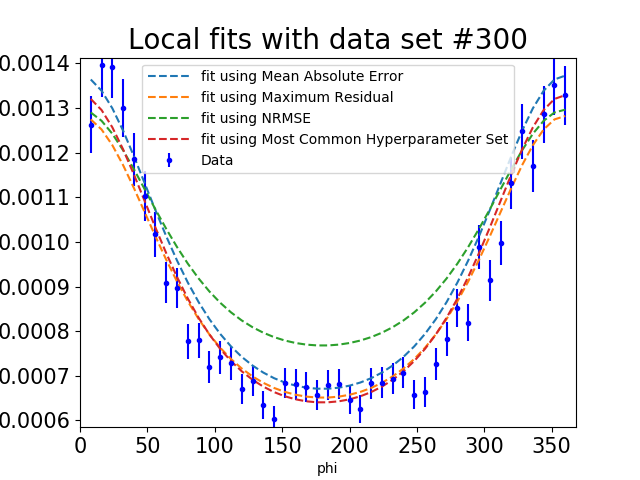 Local fits with data set #300
0.0014
0.0013
0.0012
0.0011
0.0010
0.0009
0.0008
0.0007
0.0006
fit using Mean Absolute Error
fit using Maximum Residual
fit using NRMSE
fit using Most Common Hyperparameter Set
Data
0 50 100 150 200 250 300 350
phi